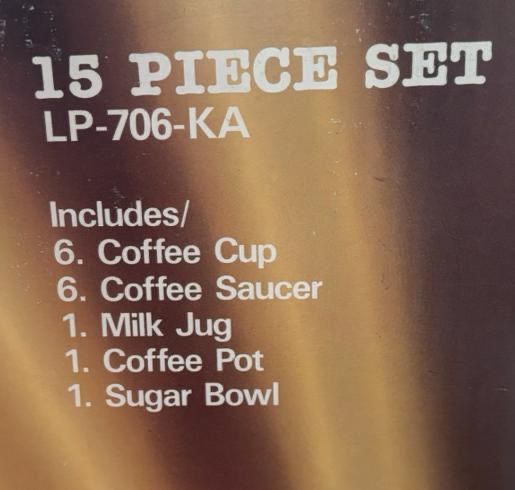 15 PIECE SET
LP-706-KA
Includes/
6. Coffee Cup
6. Coffee Saucer
1. Milk Jug
1. Coffee Pot
1. Sugar Bowl